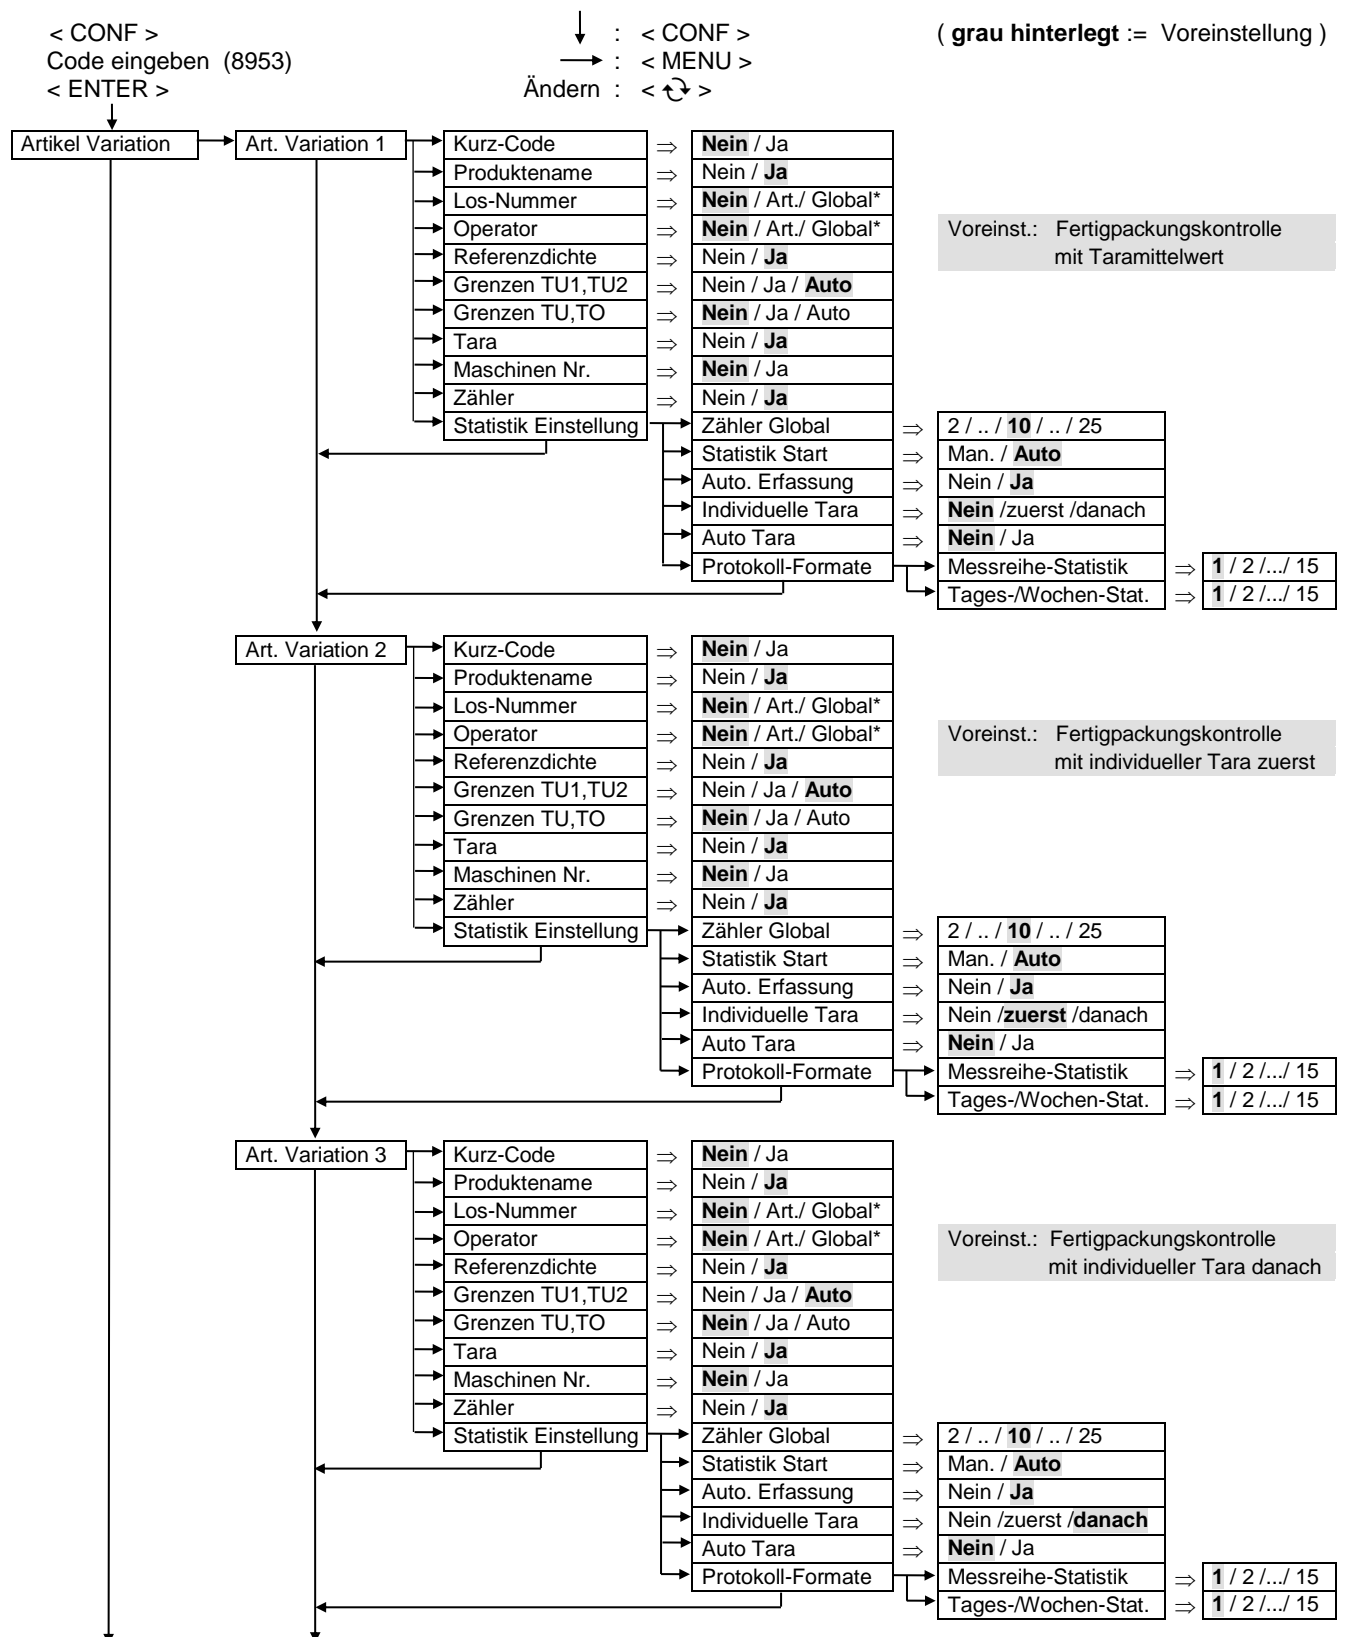 < CONF > : < CONF > ( grau hinterlegt := Voreinstellung )
Code eingeben (8953) : < MENU >
< ENTER > Ändern : < >
Artikel Variation Art. Variation 1 Kurz-Code ⇒ Nein / Ja
Produktename ⇒ Nein / Ja
Los-Nummer ⇒ Nein / Art./ Global*
Operator ⇒ Nein / Art./ Global* Voreinst.: Fertigpackungskontrolle
Referenzdichte ⇒ Nein / Ja mit Taramittelwert
Grenzen TU1,TU2 ⇒ Nein / Ja / Auto
Grenzen TU,TO ⇒ Nein / Ja / Auto
Tara ⇒ Nein / Ja
Maschinen Nr. ⇒ Nein / Ja
Zähler ⇒ Nein / Ja
Statistik Einstellung Zähler Global ⇒ 2 / .. / 10 / .. / 25
Statistik Start ⇒ Man. / Auto
Auto. Erfassung ⇒ Nein / Ja
Individuelle Tara ⇒ Nein /zuerst /danach
Auto Tara ⇒ Nein / Ja
Protokoll-Formate Messreihe-Statistik ⇒ 1 / 2 /.../ 15
Tages-/Wochen-Stat. ⇒ 1 / 2 /.../ 15
Art. Variation 2 Kurz-Code ⇒ Nein / Ja
Produktename ⇒ Nein / Ja
Los-Nummer ⇒ Nein / Art./ Global*
Operator ⇒ Nein / Art./ Global* Voreinst.: Fertigpackungskontrolle
Referenzdichte ⇒ Nein / Ja mit individueller Tara zuerst
Grenzen TU1,TU2 ⇒ Nein / Ja / Auto
Grenzen TU,TO ⇒ Nein / Ja / Auto
Tara ⇒ Nein / Ja
Maschinen Nr. ⇒ Nein / Ja
Zähler ⇒ Nein / Ja
Statistik Einstellung Zähler Global ⇒ 2 / .. / 10 / .. / 25
Statistik Start ⇒ Man. / Auto
Auto. Erfassung ⇒ Nein / Ja
Individuelle Tara ⇒ Nein /zuerst /danach
Auto Tara ⇒ Nein / Ja
Protokoll-Formate Messreihe-Statistik ⇒ 1 / 2 /.../ 15
Tages-/Wochen-Stat. ⇒ 1 / 2 /.../ 15
Art. Variation 3 Kurz-Code ⇒ Nein / Ja
Produktename ⇒ Nein / Ja
Los-Nummer ⇒ Nein / Art./ Global*
Operator ⇒ Nein / Art./ Global* Voreinst.: Fertigpackungskontrolle
Referenzdichte ⇒ Nein / Ja mit individueller Tara danach
Grenzen TU1,TU2 ⇒ Nein / Ja / Auto
Grenzen TU,TO ⇒ Nein / Ja / Auto
Tara ⇒ Nein / Ja
Maschinen Nr. ⇒ Nein / Ja
Zähler ⇒ Nein / Ja
Statistik Einstellung Zähler Global ⇒ 2 / .. / 10 / .. / 25
Statistik Start ⇒ Man. / Auto
Auto. Erfassung ⇒ Nein / Ja
Individuelle Tara ⇒ Nein /zuerst /danach
Auto Tara ⇒ Nein / Ja
Protokoll-Formate Messreihe-Statistik ⇒ 1 / 2 /.../ 15
Tages-/Wochen-Stat. ⇒ 1 / 2 /.../ 15